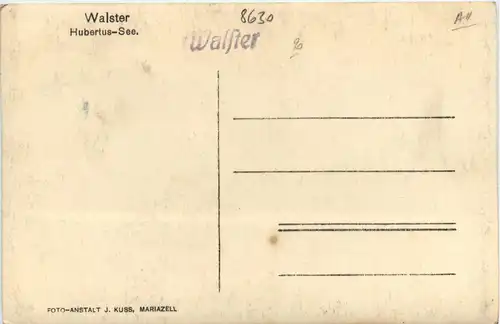 Walster
Hubertus-See.
8630
Walster
A11
FOTO-ANSTALT J. KUSS, MARIAZELL